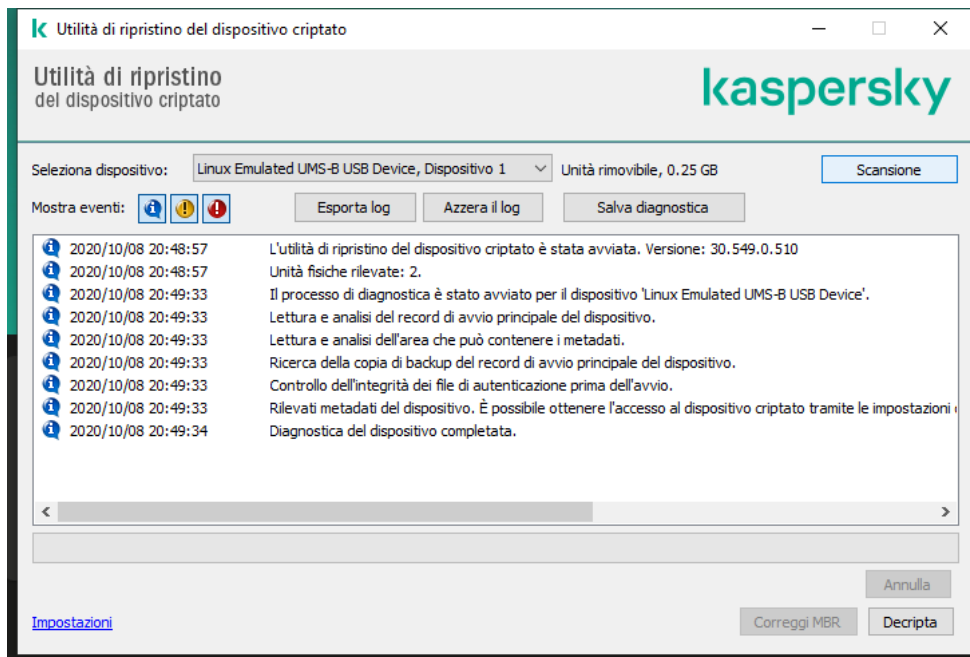 Utilità di ripristino del dispositivo criptato
Utilità di ripristino
del dispositivo criptato
kaspersky
Seleziona dispositivo: Linux Emulated UMS-B USB Device, Dispositivo 1 Unità rimovibile, 0.25 GB Scansione
Mostra eventi: Esporta log Azzera il log Salva diagnostica
2020/10/08 20:48:57 L'utilità di ripristino del dispositivo criptato è stata avviata. Versione: 30.549.0.510
2020/10/08 20:48:57 Unità fisiche rilevate: 2.
2020/10/08 20:49:33 Il processo di diagnostica è stato avviato per il dispositivo 'Linux Emulated UMS-B USB Device'.
2020/10/08 20:49:33 Lettura e analisi del record di avvio principale del dispositivo.
2020/10/08 20:49:33 Lettura e analisi dell'area che può contenere i metadati.
2020/10/08 20:49:33 Ricerca della copia di backup del record di avvio principale del dispositivo.
2020/10/08 20:49:33 Controllo dell'integrità dei file di autenticazione prima dell'avvio.
2020/10/08 20:49:33 Rilevati metadati del dispositivo. È possibile ottenere l'accesso al dispositivo criptato tramite le impostazioni
2020/10/08 20:49:34 Diagnostica del dispositivo completata.
Annulla
Impostazioni Correggi MBR Decripta